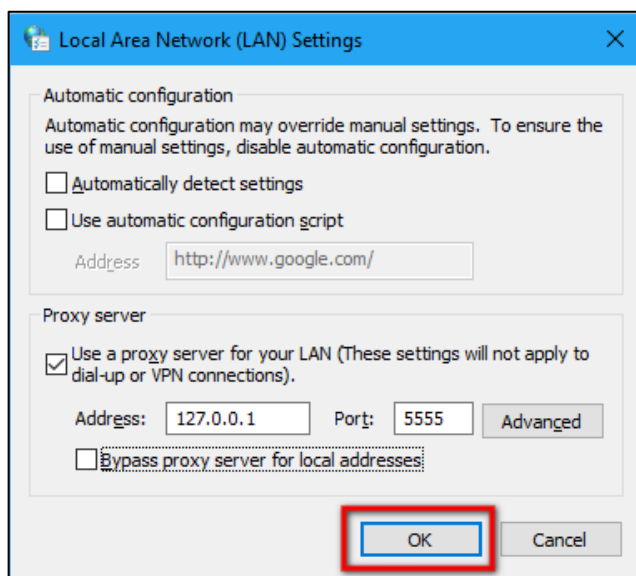 Local Area Network (LAN) Settings
Automatic configuration
Automatic configuration may override manual settings. To ensure the
use of manual settings, disable automatic configuration.
Automatically detect settings
Use automatic configuration script
Address http://www.google.com/
Proxy server
Use a proxy server for your LAN (These settings will not apply to
dial-up or VPN connections).
Address: 127.0.0.1 Port: 5555 Advanced
Bypass proxy server for local addresses
OK Cancel